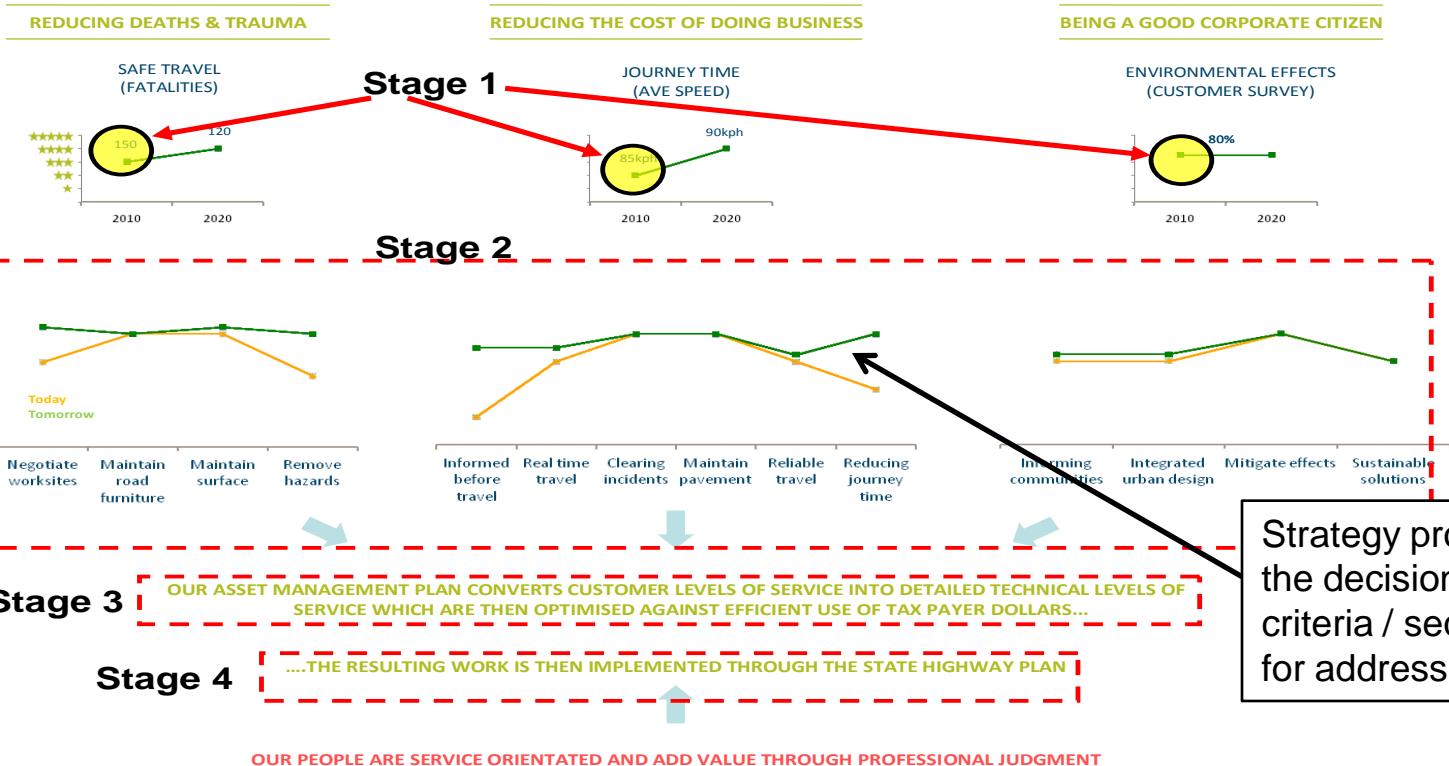 REDUCING DEATHS & TRAUMA
REDUCING THE COST OF DOING BUSINESS
BEING A GOOD CORPORATE CITIZEN
SAFE TRAVEL
(FATALITIES)
Stage 1
JOURNEY TIME
(AVE SPEED)
ENVIRONMENTAL EFFECTS
(CUSTOMER SURVEY)
150
120
85kph
90kph
80%
2010
2020
2010
2020
2010
2020
Stage 2
Today
Tomorrow
Negotiate
worksites
Maintain
road
furniture
Maintain
surface
Remove
hazards
Informed
before
travel
Real time
travel
Clearing
incidents
Maintain
pavement
Reliable
travel
Reducing
journey
time
Informing
communities
Integrated
urban design
Mitigate effects
Sustainable
solutions
Strategy
the decision
criteria /
for
Stage 3
OUR ASSET MANAGEMENT PLAN CONVERTS CUSTOMER LEVELS OF SERVICE INTO DETAILED TECHNICAL LEVELS OF
SERVICE WHICH ARE THEN OPTIMISED AGAINST EFFICIENT USE OF TAX PAYER DOLLARS...
Stage 4
....THE RESULTING WORK IS THEN IMPLEMENTED THROUGH THE STATE HIGHWAY PLAN
OUR PEOPLE ARE SERVICE ORIENTATED AND ADD VALUE THROUGH PROFESSIONAL JUDGMENT